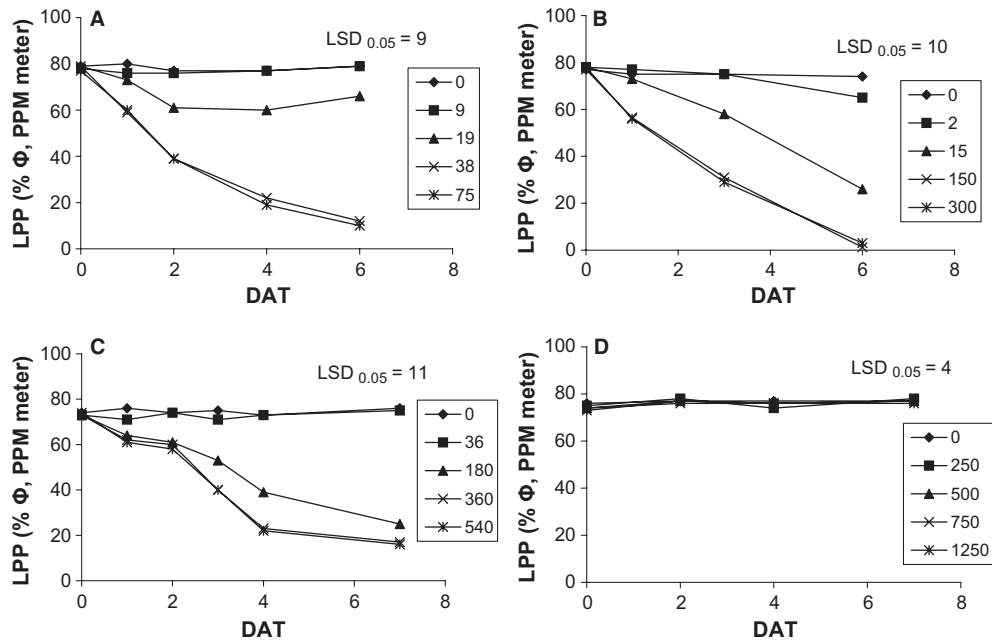 A
LSD 0.05 = 9
LPP (% Φ, PPM meter)
100
80
60
40
20
0
0 2 4 6 8
DAT
0
9
19
38
75
B
LSD 0.05 = 10
LPP (% Φ, PPM meter)
100
80
60
40
20
0
0 2 4 6 8
DAT
0
2
15
150
300
C
LSD 0.05 = 11
LPP (% Φ, PPM meter)
100
80
60
40
20
0
0 2 4 6 8
DAT
0
36
180
360
540
D
LSD 0.05 = 4
LPP (% Φ, PPM meter)
100
80
60
40
20
0
0 2 4 6 8
DAT
0
250
500
750
1250